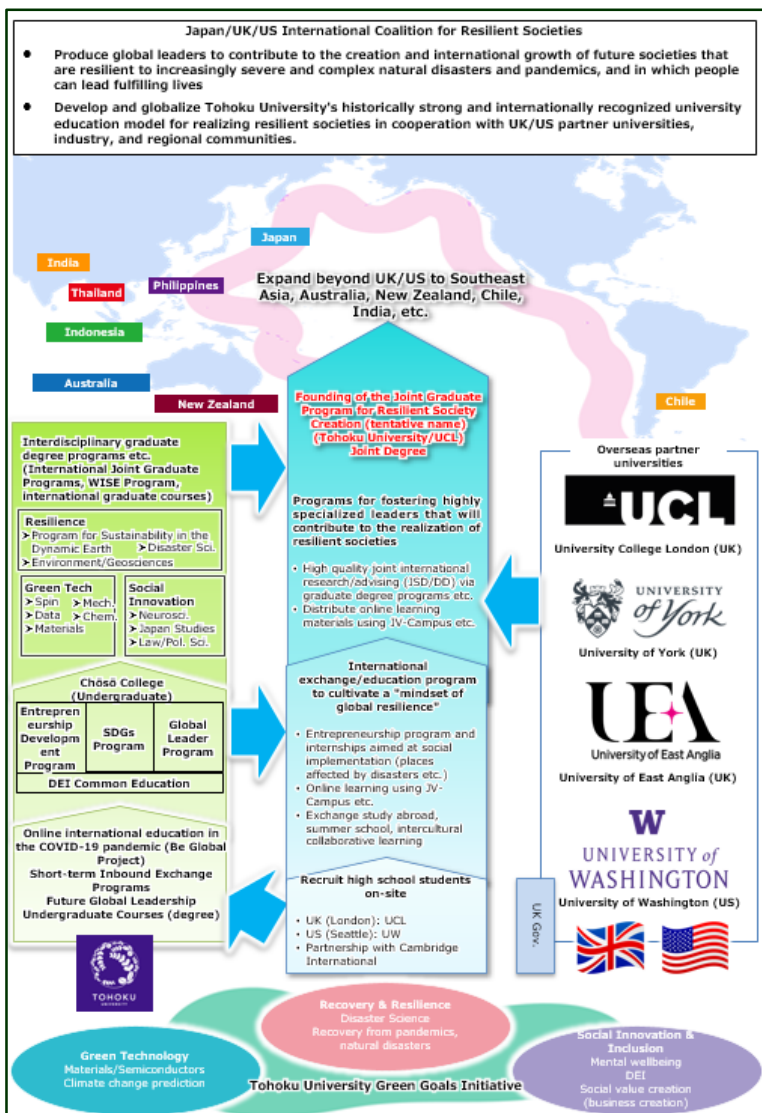 Japan/UK/US International Coalition for Resilient Societies
● Produce global leaders to contribute to the creation and international growth of future societies that
are resilient to increasingly severe and complex natural disasters and pandemics, and in which people
can lead fulfilling lives
● Develop and globalize Tohoku University's historically strong and internationally recognized university
education model for realizing resilient societies in cooperation with UK/US partner universities,
industry, and regional communities.
Japan
India
Thailand
Philippines
Indonesia
Australia
New Zealand
Chile
Expand beyond UK/US to Southeast
Asia, Australia, New Zealand, Chile,
India, etc.
Interdisciplinary graduate
degree programs etc.
(International Joint Graduate
Programs, WISE Program,
international graduate courses)
Resilience
➤Program for Sustainability in the
Dynamic Earth
➤Disaster Sci.
➤Environment/Geosciences
Green Tech
➤Spin
➤Mech.
➤Data
➤Chem.
➤Materials
Social
Innovation
➤Neurosci.
➤Japan Studies
➤Law/Pol. Sci.
Chōsō College
(Undergraduate)
Entrepren
eurship
Developm
ent
Program
SDGs
Program
Global
Leader
Program
DEI Common Education
Online international education in
the COVID-19 pandemic (Be Global
Project)
Short-term Inbound Exchange
Programs
Future Global Leadership
Undergraduate Courses (degree)
TOHOKU
UNIVERSITY
Founding of the Joint Graduate
Program for Resilient Society
Creation (tentative name)
(Tohoku University/UCL)
Joint Degree
Programs for fostering highly
specialized leaders that will
contribute to the realization of
resilient societies
• High quality joint international
research/advising (JSD/DD) via
graduate degree programs etc.
• Distribute online learning
materials using JV-Campus etc.
International
exchange/education program
to cultivate a "mindset of
global resilience"
• Entrepreneurship program and
internships aimed at social
implementation (places
affected by disasters etc.)
• Online learning using JV-
Campus etc.
• Exchange study abroad,
summer school, intercultural
collaborative learning
Recruit high school students
on-site
• UK (London): UCL
• US (Seattle): UW
• Partnership with Cambridge
International
Overseas partner
universities
UCL
University College London (UK)
UNIVERSITY
of York
University of York (UK)
UEA
University of East Anglia
University of East Anglia (UK)
W
UNIVERSITY of
WASHINGTON
University of Washington (US)
UK Gov.
Recovery & Resilience
Disaster Science
Recovery from pandemics,
natural disasters
Green Technology
Materials/Semiconductors
Climate change prediction
Social Innovation &
Inclusion
Mental wellbeing
DEI
Social value creation
(business creation)
Tohoku University Green Goals Initiative